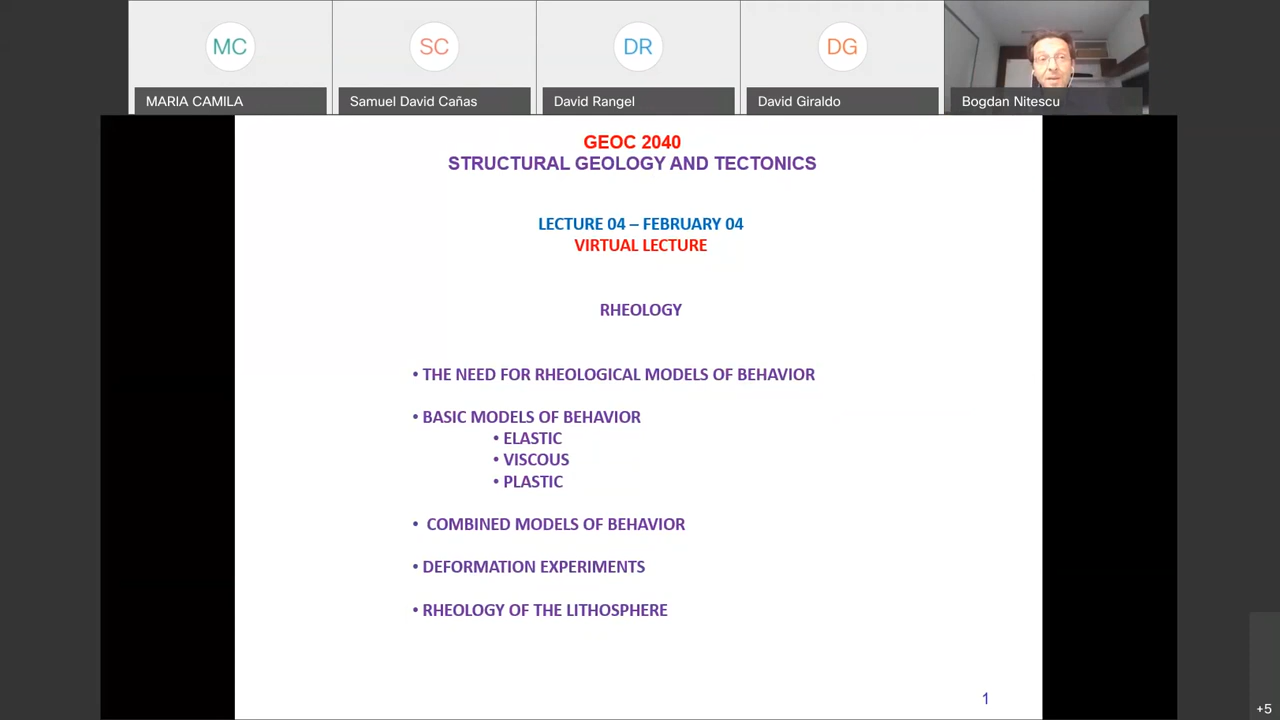 MC
SC
DR
DG
MARIA CAMILA
Samuel David Cañas
David Rangel
David Giraldo
Bogdan Nitescu
GEOC 2040
STRUCTURAL GEOLOGY AND TECTONICS
LECTURE 04 – FEBRUARY 04
VIRTUAL LECTURE
RHEOLOGY
• THE NEED FOR RHEOLOGICAL MODELS OF BEHAVIOR
• BASIC MODELS OF BEHAVIOR
• ELASTIC
• VISCOUS
• PLASTIC
• COMBINED MODELS OF BEHAVIOR
• DEFORMATION EXPERIMENTS
• RHEOLOGY OF THE LITHOSPHERE
1
+5